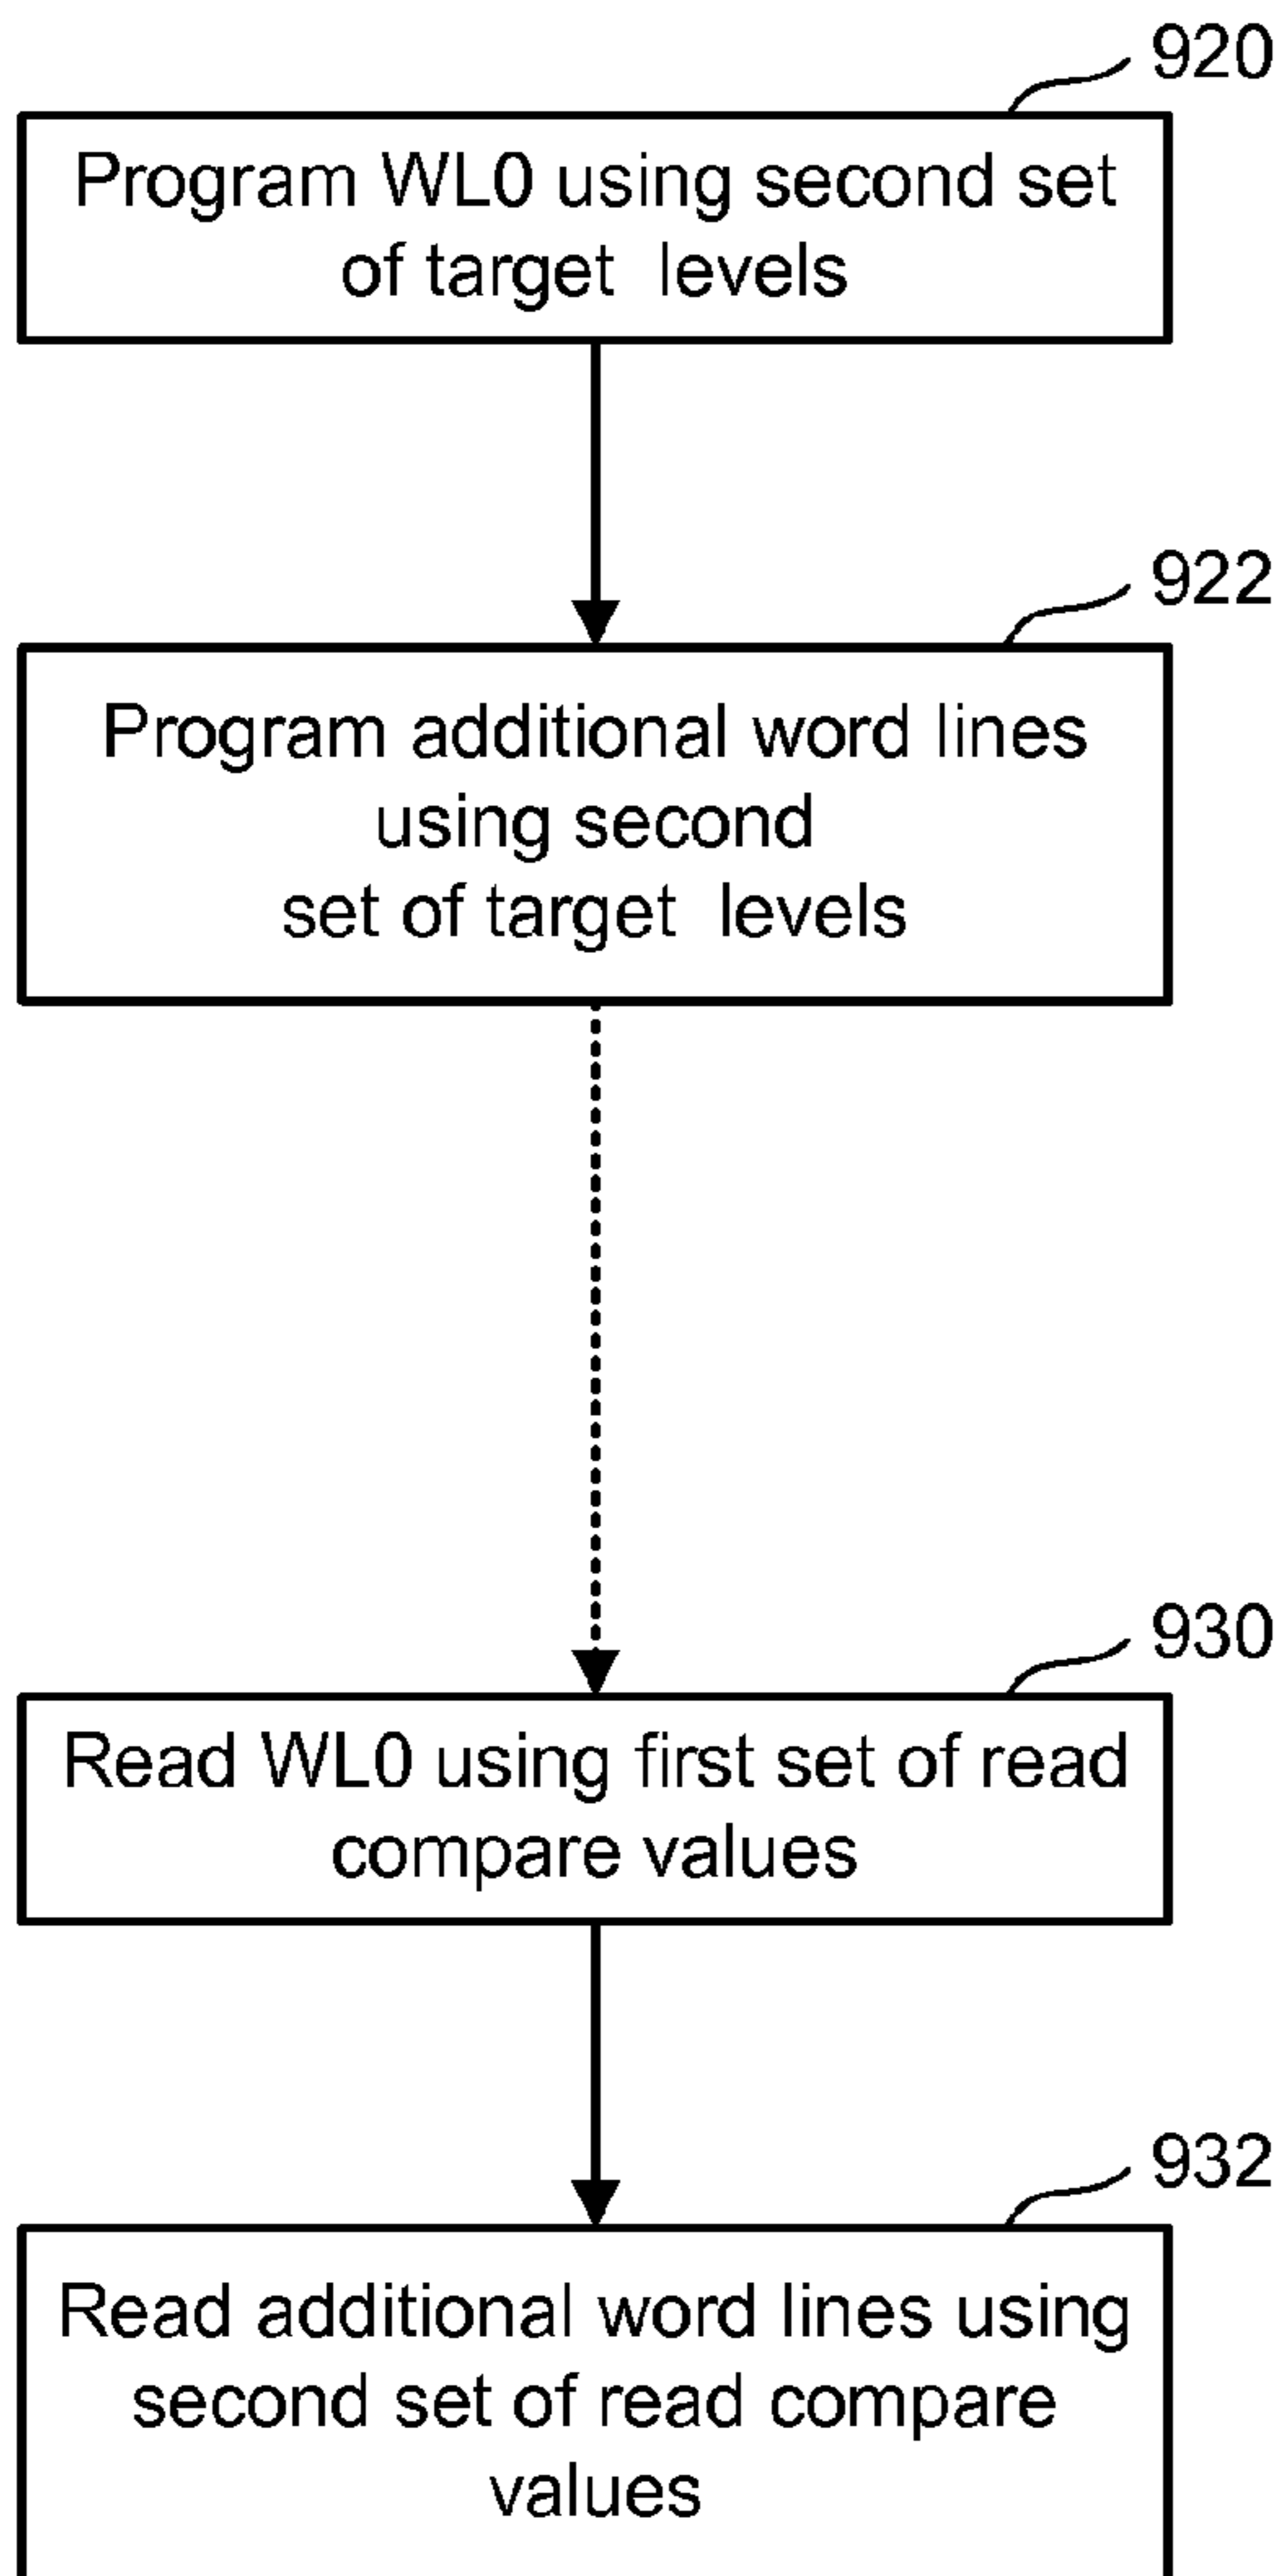 920
Program WL0 using second set
of target levels
922
Program additional word lines
using second
set of target levels
930
Read WL0 using first set of read
compare values
932
Read additional word lines using
second set of read compare
values